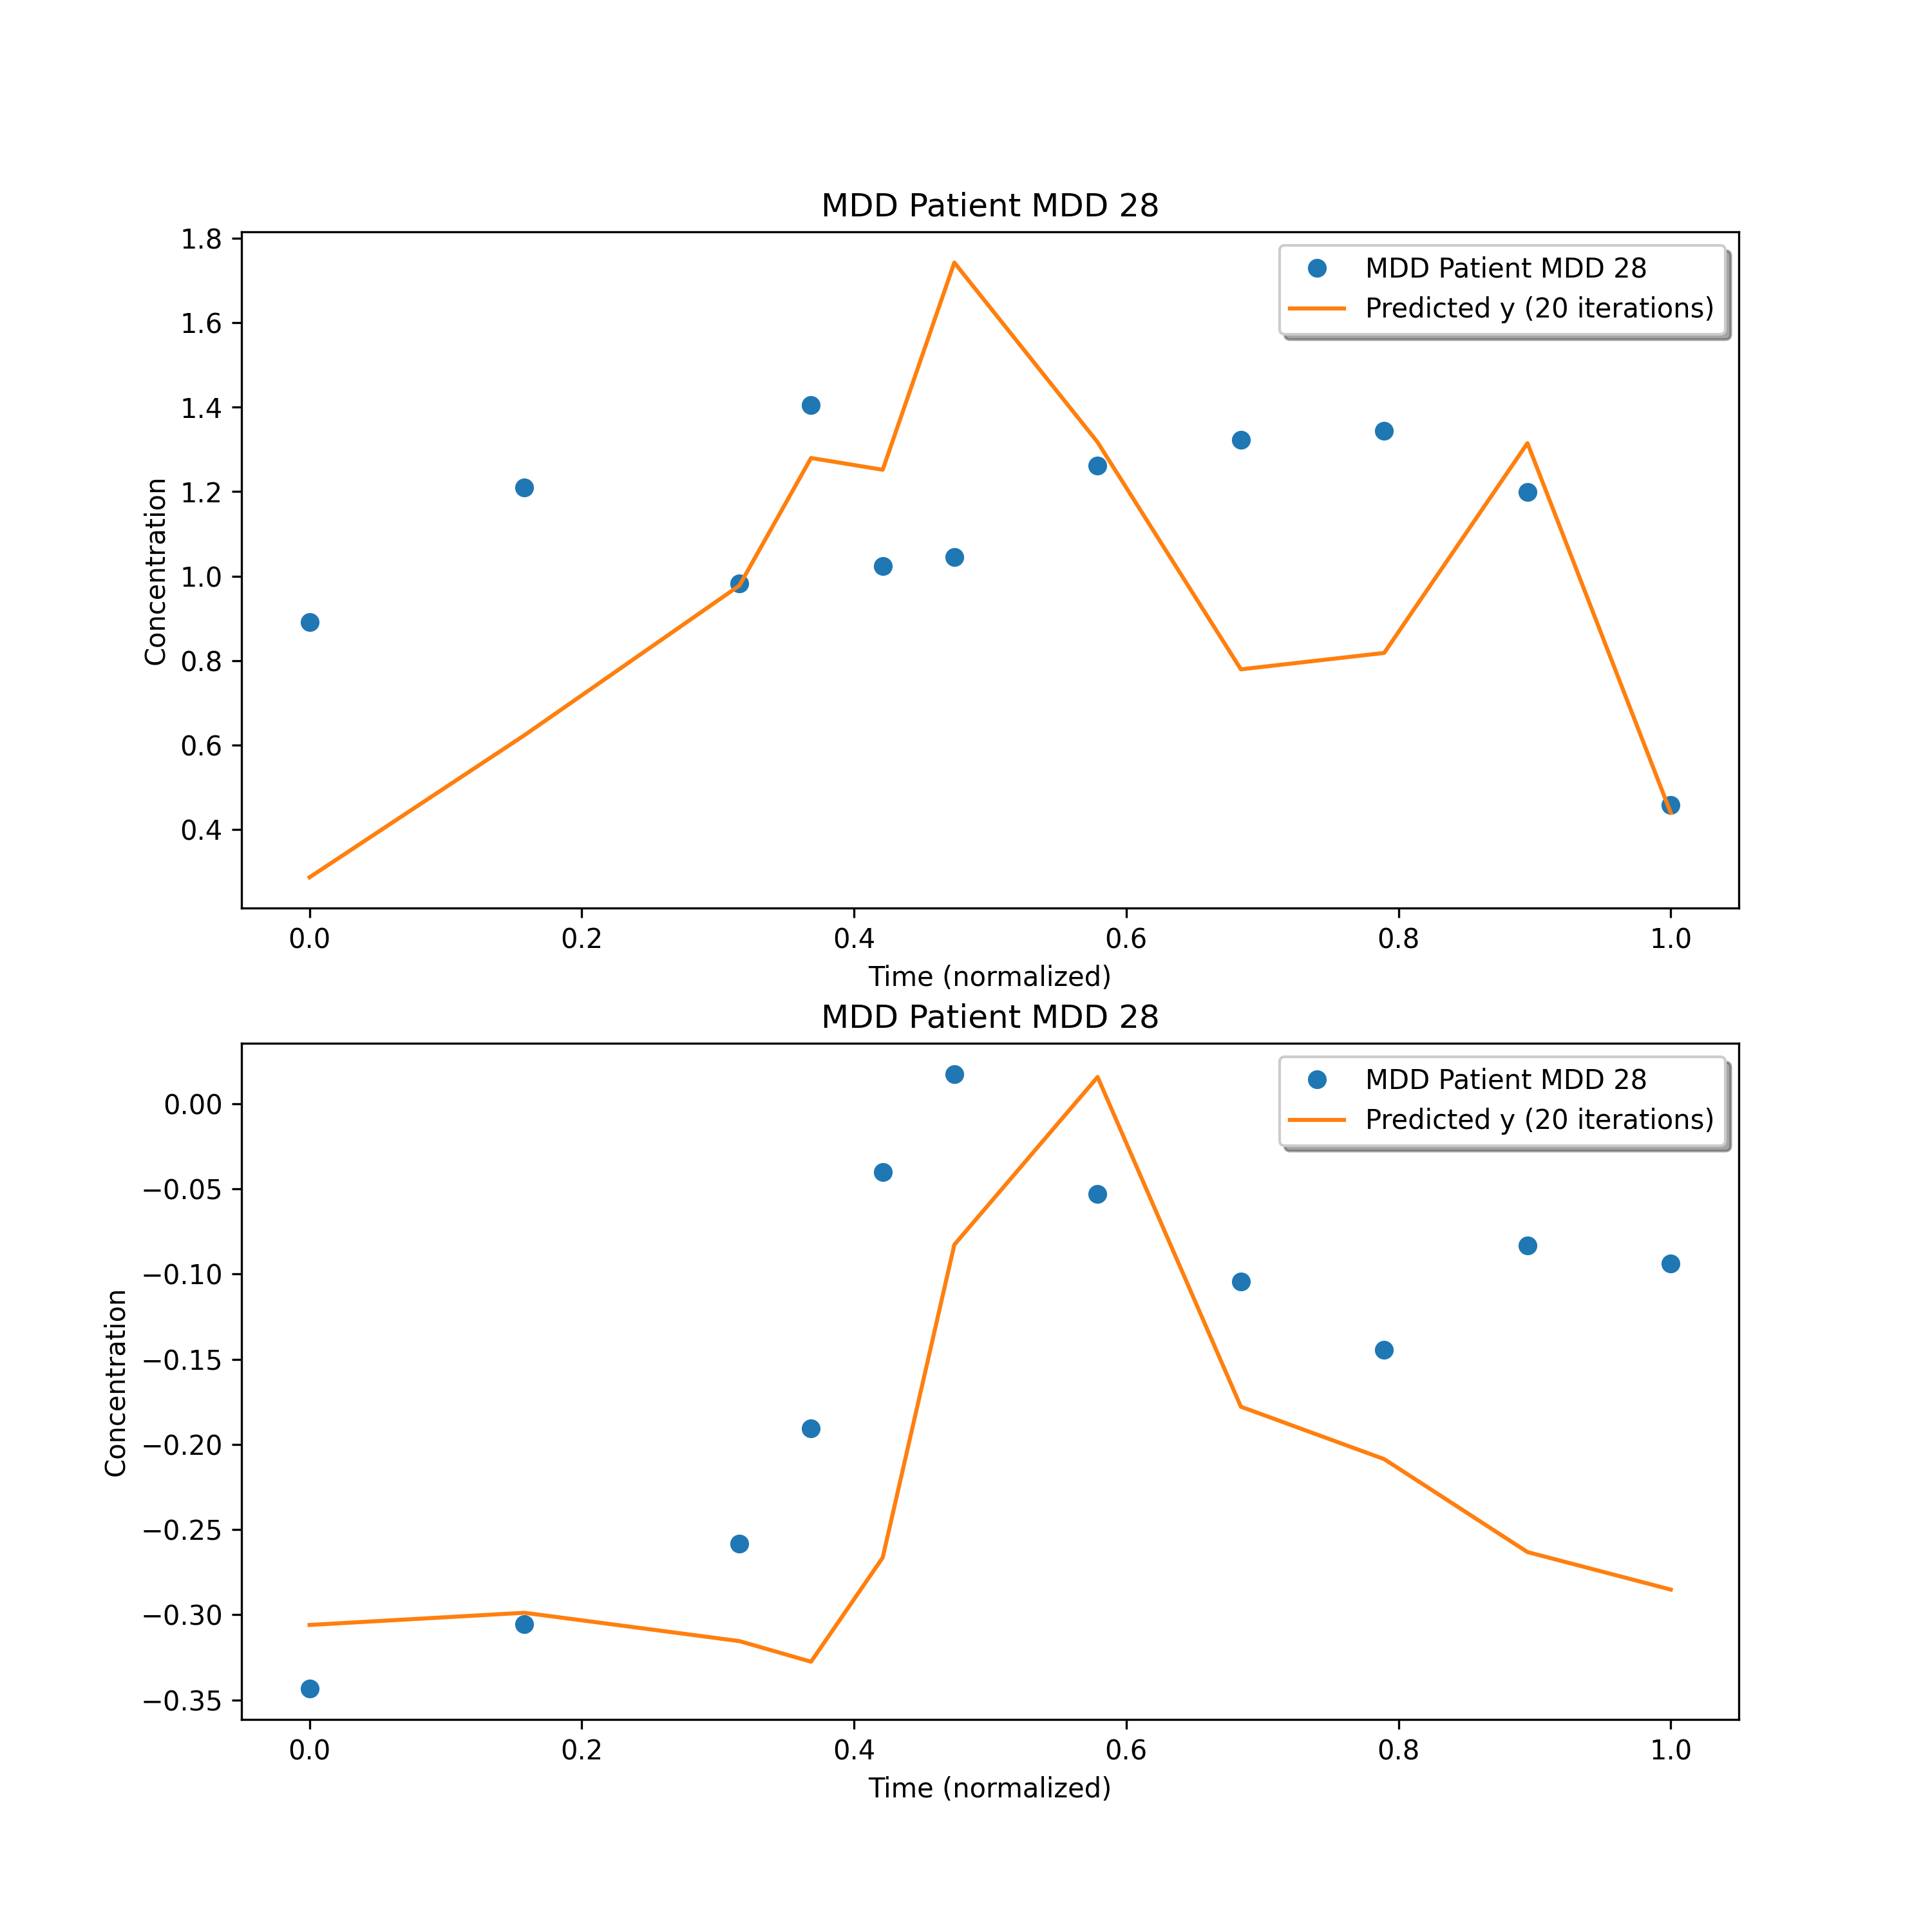 MDD Patient MDD 28
1.8
1.6
1.4
1.2
1.0
0.8
0.6
0.4
Concentration
MDD Patient MDD 28
Predicted y (20 iterations)
0.0 0.2 0.4 0.6 0.8 1.0
Time (normalized)
MDD Patient MDD 28
0.00
−0.05
−0.10
−0.15
−0.20
−0.25
−0.30
−0.35
Concentration
MDD Patient MDD 28
Predicted y (20 iterations)
0.0 0.2 0.4 0.6 0.8 1.0
Time (normalized)